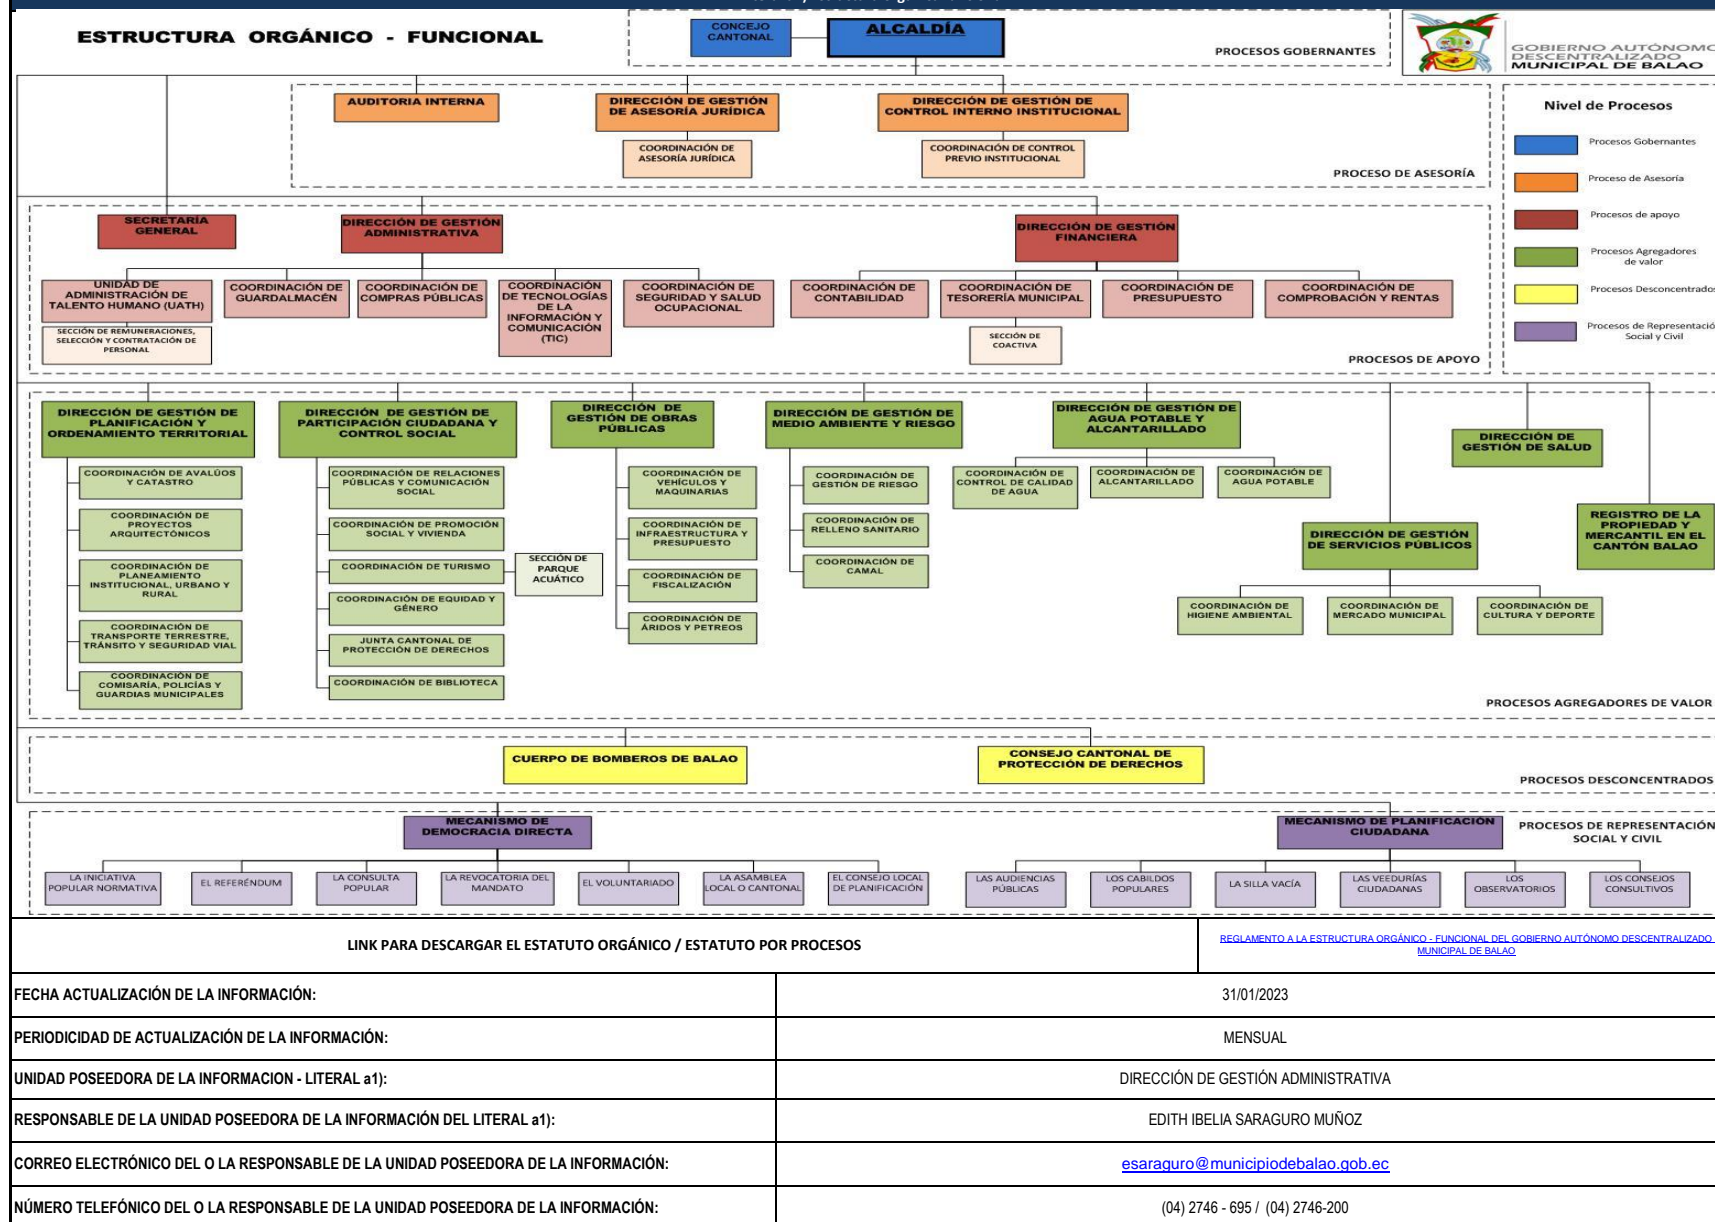 ESTRUCTURA ORGÁNICO - FUNCIONAL
CONCEJO
CANTONAL
ALCALDÍA
PROCESOS GOBERNANTES
GOBIERNO AUTÓNOMO
DESCENTRALIZADO
MUNICIPAL DE BALAO
AUDITORIA INTERNA
DIRECCIÓN DE GESTIÓN
DE ASESORÍA JURÍDICA
DIRECCIÓN DE GESTIÓN DE
CONTROL INTERNO INSTITUCIONAL
COORDINACIÓN DE
ASESORÍA JURÍDICA
COORDINACIÓN DE CONTROL
PREVIO INSTITUCIONAL
PROCESO DE ASESORÍA
Nivel de Procesos
Procesos Gobernantes
Proceso de Asesoría
Procesos de apoyo
Procesos Agregadores
de valor
Procesos Desconcentrados
Procesos de Representació
Social y Civil
SECRETARÍA
GENERAL
DIRECCIÓN DE GESTIÓN
ADMINISTRATIVA
DIRECCIÓN DE GESTIÓN
FINANCIERA
UNIDAD DE
ADMINISTRACIÓN DE
TALENTO HUMANO (UATH)
SECCIÓN DE REMUNERACIONES,
SELECCIÓN Y CONTRATACIÓN DE
PERSONAL
COORDINACIÓN DE
GUARDALMACÉN
COORDINACIÓN DE
COMPRAS PÚBLICAS
COORDINACIÓN
DE TECNOLOGÍAS
DE LA
INFORMACIÓN Y
COMUNICACIÓN
(TIC)
COORDINACIÓN DE
SEGURIDAD Y SALUD
OCUPACIONAL
COORDINACIÓN DE
CONTABILIDAD
COORDINACIÓN DE
TESORERÍA MUNICIPAL
SECCIÓN DE
COACTIVA
COORDINACIÓN DE
PRESUPUESTO
COORDINACIÓN DE
COMPROBACIÓN Y RENTAS
PROCESOS DE APOYO
DIRECCIÓN DE GESTIÓN DE
PLANIFICACIÓN Y
ORDENAMIENTO TERRITORIAL
COORDINACIÓN DE AVALÚOS
Y CATASTRO
COORDINACIÓN DE
PROYECTOS
ARQUITECTÓNICOS
COORDINACIÓN DE
PLANEAMIENTO
INSTITUCIONAL, URBANO Y
RURAL
COORDINACIÓN DE
TRANSPORTE TERRESTRE,
TRÁNSITO Y SEGURIDAD VIAL
COORDINACIÓN DE
COMISARÍA, POLICÍAS Y
GUARDIAS MUNICIPALES
DIRECCIÓN DE GESTIÓN DE
PARTICIPACIÓN CIUDADANA Y
CONTROL SOCIAL
COORDINACIÓN DE RELACIONES
PÚBLICAS Y COMUNICACIÓN
SOCIAL
COORDINACIÓN DE PROMOCIÓN
SOCIAL Y VIVIENDA
COORDINACIÓN DE TURISMO
SECCIÓN DE
PARQUE
ACUÁTICO
COORDINACIÓN DE EQUIDAD Y
GÉNERO
JUNTA CANTONAL DE
PROTECCIÓN DE DERECHOS
COORDINACIÓN DE BIBLIOTECA
DIRECCIÓN DE
GESTIÓN DE OBRAS
PÚBLICAS
COORDINACIÓN DE
VEHÍCULOS Y
MAQUINARIAS
COORDINACIÓN DE
INFRAESTRUCTURA Y
PRESUPUESTO
COORDINACIÓN DE
FISCALIZACIÓN
COORDINACIÓN DE
ÁRIDOS Y PETREOS
DIRECCIÓN DE GESTIÓN DE
MEDIO AMBIENTE Y RIESGO
COORDINACIÓN DE
GESTIÓN DE RIESGO
COORDINACIÓN DE
RELLENO SANITARIO
COORDINACIÓN DE
CAMAL
DIRECCIÓN DE GESTIÓN DE
AGUA POTABLE Y
ALCANTARILLADO
COORDINACIÓN DE
CONTROL DE CALIDAD
DE AGUA
COORDINACIÓN DE
ALCANTARILLADO
COORDINACIÓN DE
AGUA POTABLE
DIRECCIÓN DE GESTIÓN
DE SERVICIOS PÚBLICOS
COORDINACIÓN DE
HIGIENE AMBIENTAL
COORDINACIÓN DE
MERCADO MUNICIPAL
COORDINACIÓN DE
CULTURA Y DEPORTE
DIRECCIÓN DE
GESTIÓN DE SALUD
REGISTRO DE LA
PROPIEDAD Y
MERCANTIL EN EL
CANTÓN BALAO
PROCESOS AGREGADORES DE VALOR
CUERPO DE BOMBEROS DE BALAO
CONSEJO CANTONAL DE
PROTECCIÓN DE DERECHOS
PROCESOS DESCONCENTRADOS
MECANISMO DE
DEMOCRACIA DIRECTA
MECANISMO DE PLANIFICACIÓN
CIUDADANA
PROCESOS DE REPRESENTACIÓN
SOCIAL Y CIVIL
LA INICIATIVA
POPULAR NORMATIVA
EL REFERÉNDUM
LA CONSULTA
POPULAR
LA REVOCATORIA DEL
MANDATO
EL VOLUNTARIADO
LA ASAMBLEA
LOCAL O CANTONAL
EL CONSEJO LOCAL
DE PLANIFICACIÓN
LAS AUDIENCIAS
PÚBLICAS
LOS CABILDOS
POPULARES
LA SILLA VACÍA
LAS VEEDURÍAS
CIUDADANAS
LOS
OBSERVATORIOS
LOS CONSEJOS
CONSULTIVOS
LINK PARA DESCARGAR EL ESTATUTO ORGÁNICO / ESTATUTO POR PROCESOS
REGLAMENTO A LA ESTRUCTURA ORGÁNICO - FUNCIONAL DEL GOBIERNO AUTÓNOMO DESCENTRALIZADO
MUNICIPAL DE BALAO
FECHA ACTUALIZACIÓN DE LA INFORMACIÓN: 31/01/2023
PERIODICIDAD DE ACTUALIZACIÓN DE LA INFORMACIÓN: MENSUAL
UNIDAD POSEEDORA DE LA INFORMACION - LITERAL a1): DIRECCIÓN DE GESTIÓN ADMINISTRATIVA
RESPONSABLE DE LA UNIDAD POSEEDORA DE LA INFORMACIÓN DEL LITERAL a1): EDITH IBELIA SARAGURO MUÑOZ
CORREO ELECTRÓNICO DEL O LA RESPONSABLE DE LA UNIDAD POSEEDORA DE LA INFORMACIÓN: esaraguro@municipiodebalao.gob.ec
NÚMERO TELEFÓNICO DEL O LA RESPONSABLE DE LA UNIDAD POSEEDORA DE LA INFORMACIÓN: (04) 2746 - 695 / (04) 2746-200